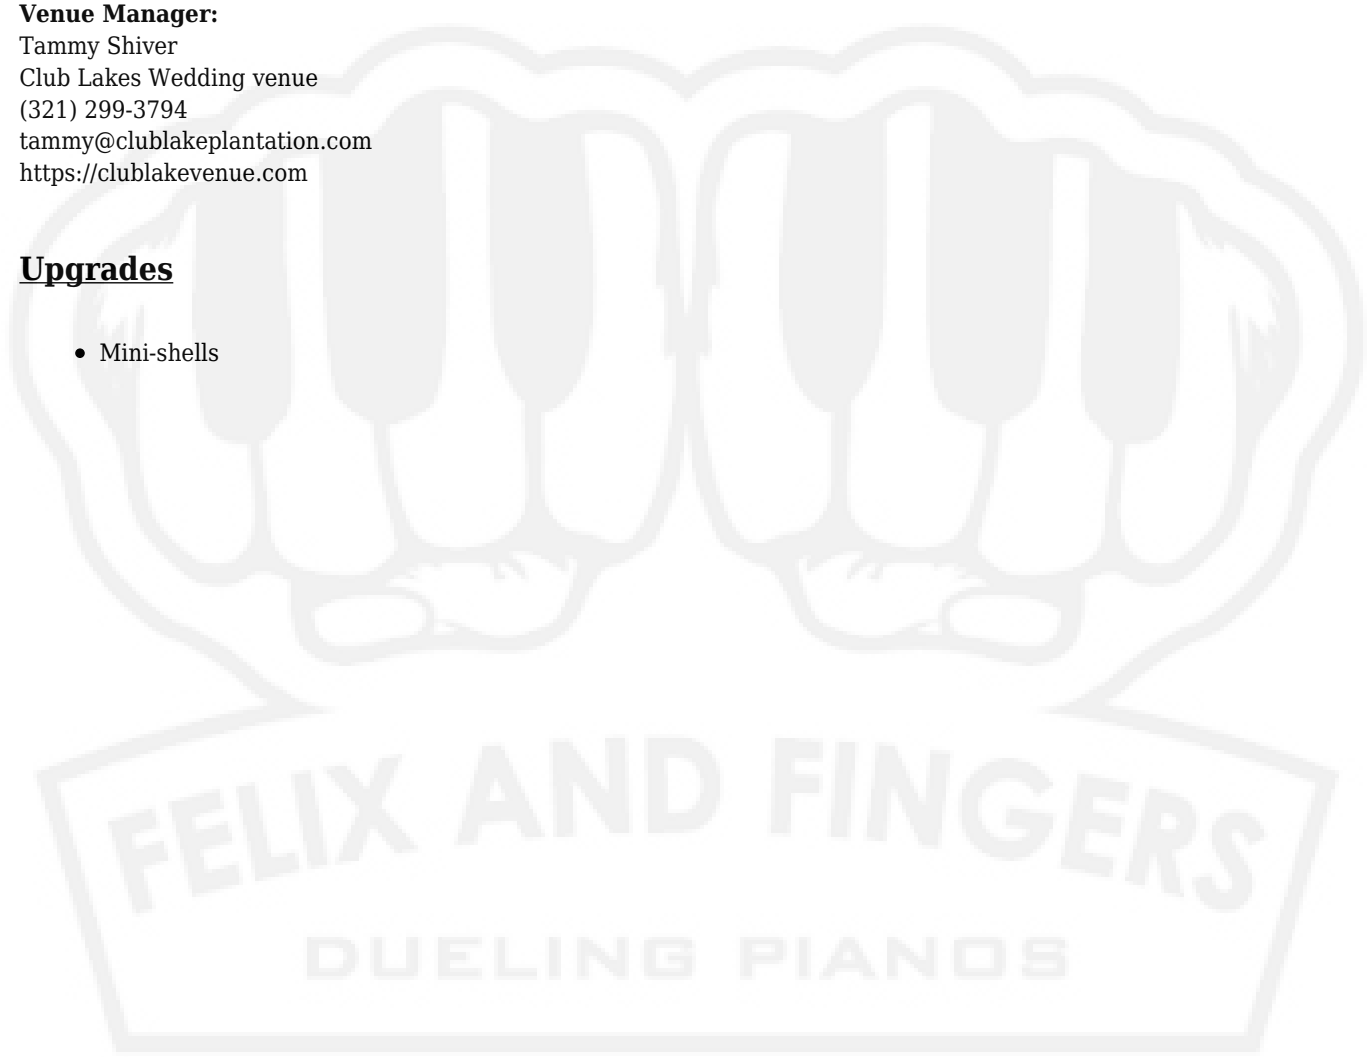 Venue Manager:
Tammy Shiver
Club Lakes Wedding venue
(321) 299-3794
tammy@clublakeplantation.com
https://clublakevenue.com
Upgrades
Mini-shells
FELIX AND FINGERS
DUELING PIANOS